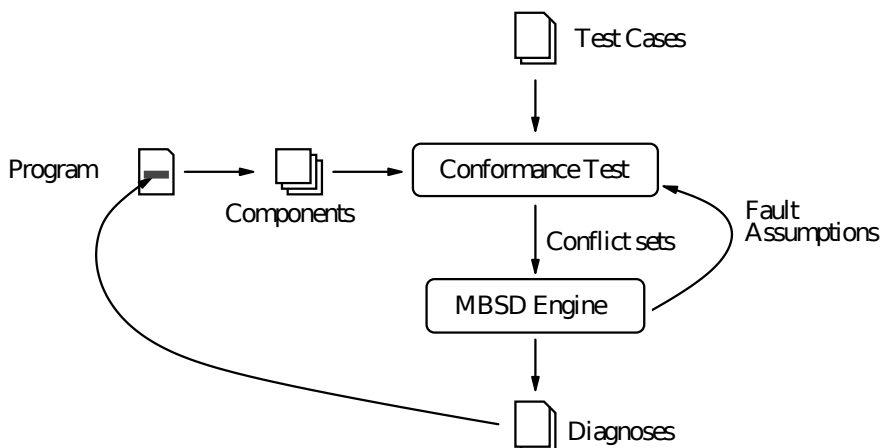 Test Cases
Program
Conformance Test
Components
Fault
Assumptions
Conflict sets
MBSD Engine
Diagnoses